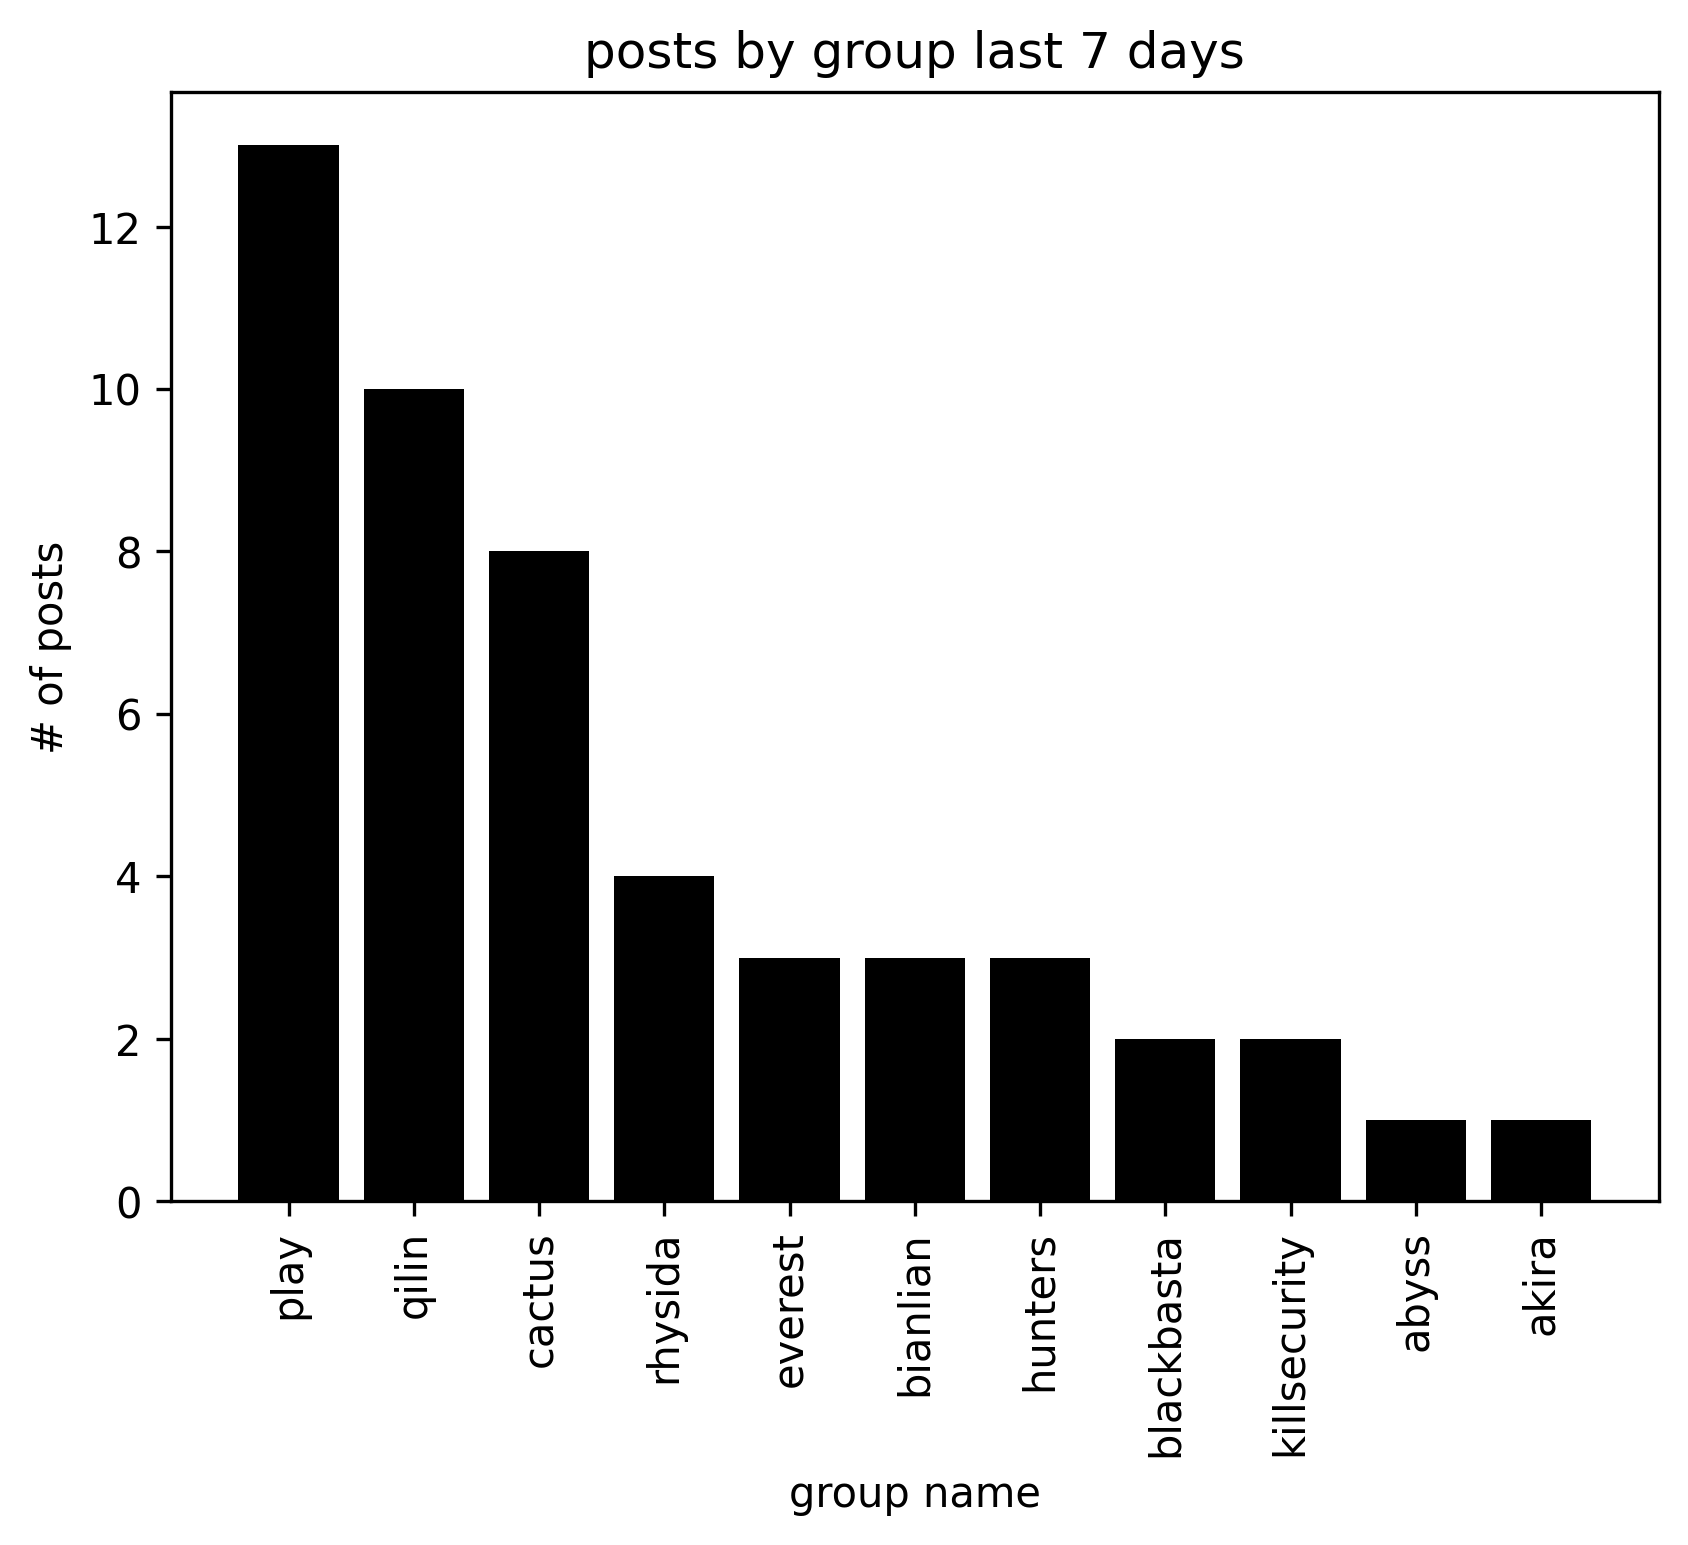 posts by group last 7 days
# of posts
12
10
8
6
4
2
0
play
qilin
cactus
rhysida
everest
bianlian
hunters
blackbasta
killsecurity
abyss
akira
group name